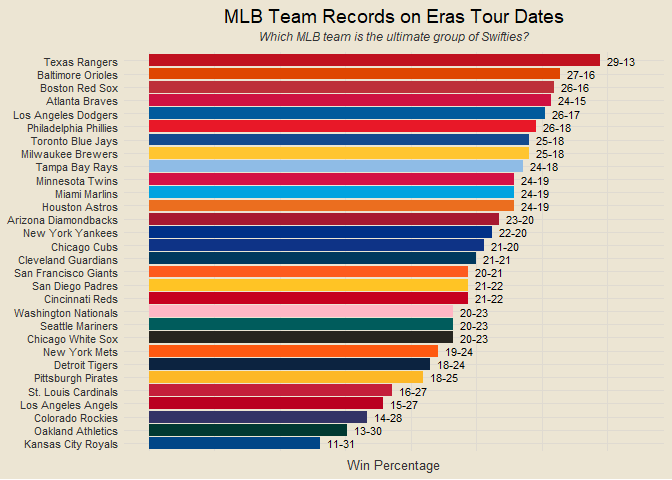 MLB Team Records on Eras Tour Dates
Which MLB team is the ultimate group of Swifties?
Texas Rangers 29-13
Baltimore Orioles 27-16
Boston Red Sox 26-16
Atlanta Braves 24-15
Los Angeles Dodgers 26-17
Philadelphia Phillies 26-18
Toronto Blue Jays 25-18
Milwaukee Brewers 25-18
Tampa Bay Rays 24-18
Minnesota Twins 24-19
Miami Marlins 24-19
Houston Astros 24-19
Arizona Diamondbacks 23-20
New York Yankees 22-20
Chicago Cubs 21-20
Cleveland Guardians 21-21
San Francisco Giants 20-21
San Diego Padres 21-22
Cincinnati Reds 21-22
Washington Nationals 20-23
Seattle Mariners 20-23
Chicago White Sox 20-23
New York Mets 19-24
Detroit Tigers 18-24
Pittsburgh Pirates 18-25
St. Louis Cardinals 16-27
Los Angeles Angels 15-27
Colorado Rockies 14-28
Oakland Athletics 13-30
Kansas City Royals 11-31
Win Percentage